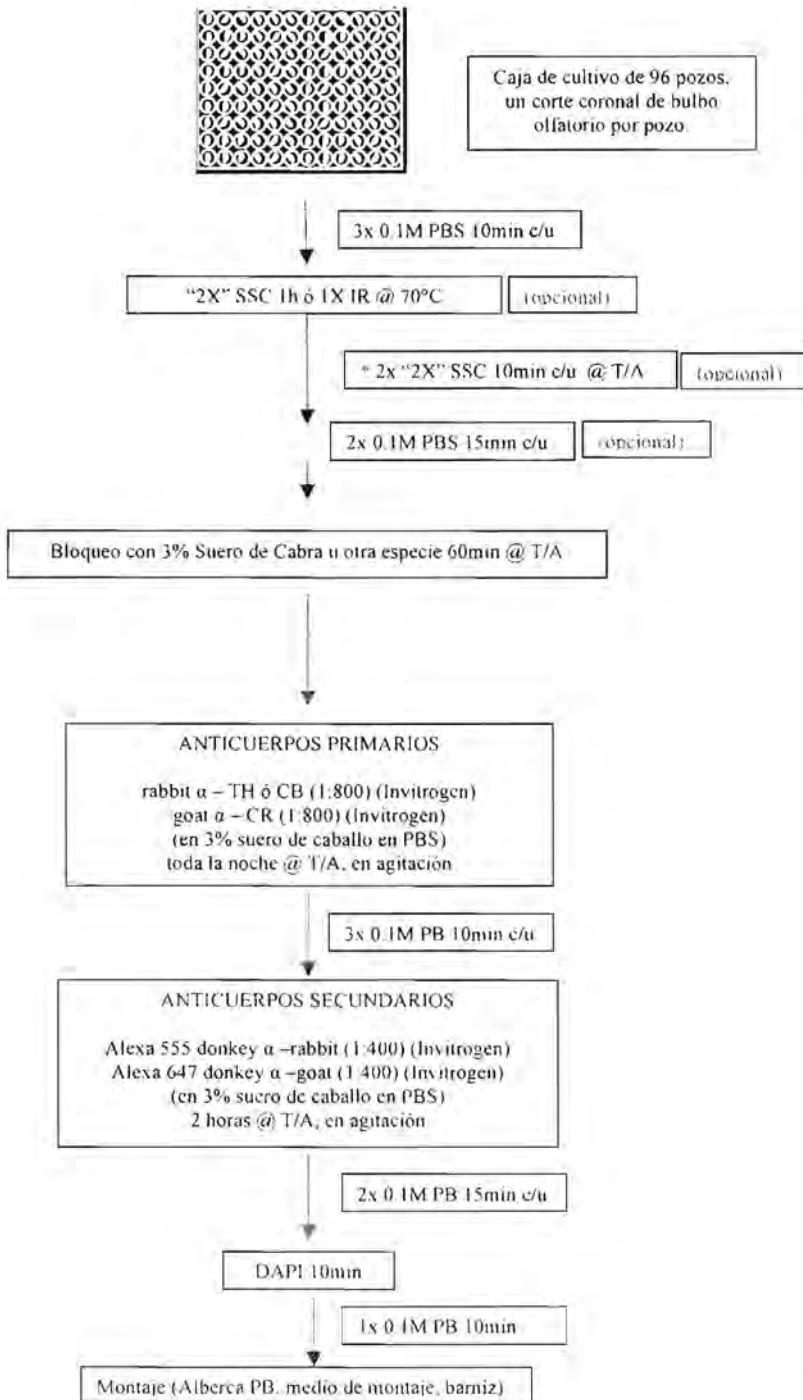 Caja de cultivo de 96 pozos,
un corte coronal de bulbo
olfatorio por pozo
3x 0.1M PBS 10min c/u
“2X” SSC 1h ó 1X IR @ 70°C
(opcional)
* 2x “2X” SSC 10min c/u @ T/A
(opcional)
2x 0.1M PBS 15min c/u
(opcional)
Bloqueo con 3% Suero de Cabra u otra especie 60min @ T/A
ANTICUERPOS PRIMARIOS
rabbit α – TH ó CB (1:800) (Invitrogen)
goat α – CR (1:800) (Invitrogen)
(en 3% suero de caballo en PBS)
toda la noche @ T/A, en agitación
3x 0.1M PB 10min c/u
ANTICUERPOS SECUNDARIOS
Alexa 555 donkey α –rabbit (1:400) (Invitrogen)
Alexa 647 donkey α –goat (1:400) (Invitrogen)
(en 3% suero de caballo en PBS)
2 horas @ T/A, en agitación
2x 0.1M PB 15min c/u
DAPI 10min
1x 0.1M PB 10min
Montaje (Alberca PB, medio de montaje, barniz)